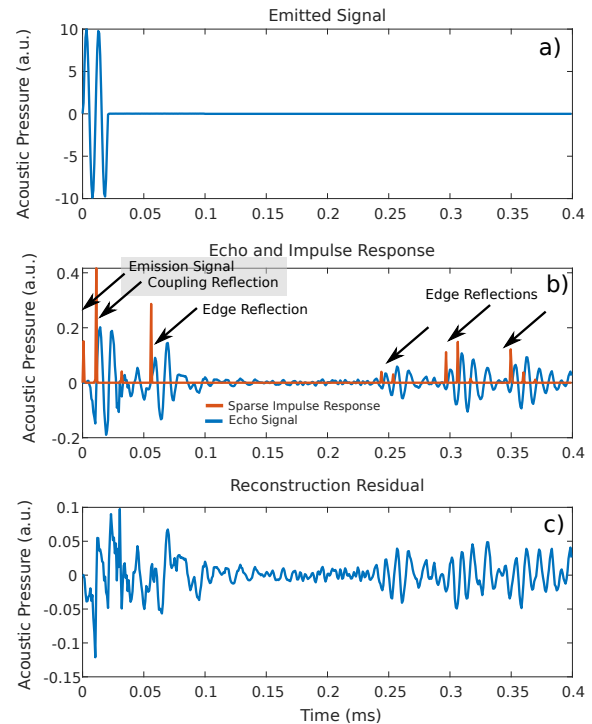 Emitted Signal
a)
Acoustic Pressure (a.u.)
10
5
0
-5
-10
0 0.05 0.1 0.15 0.2 0.25 0.3 0.35 0.4
Echo and Impulse Response
b)
Acoustic Pressure (a.u.)
0.4
0.2
0
-0.2
Emission Signal
Coupling Reflection
Edge Reflection
Edge Reflections
Sparse Impulse Response
Echo Signal
0 0.05 0.1 0.15 0.2 0.25 0.3 0.35 0.4
Reconstruction Residual
c)
Acoustic Pressure (a.u.)
0.1
0.05
0
-0.05
-0.1
-0.15
0 0.05 0.1 0.15 0.2 0.25 0.3 0.35 0.4
Time (ms)